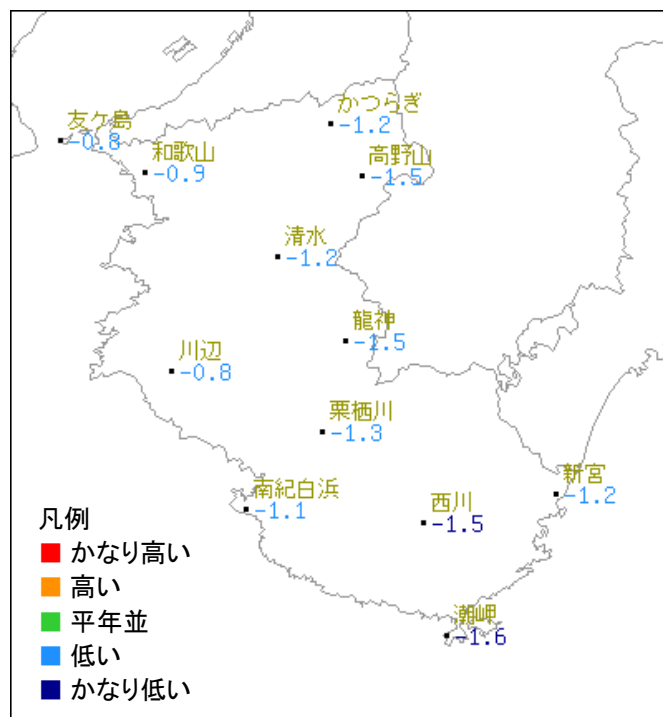 かつらぎ
-1.2
友ケ島
-0.8
和歌山
-0.9
高野山
-1.5
清水
-1.2
龍神
-1.5
川辺
-0.8
栗栖川
-1.3
南紀白浜
-1.1
西川
-1.5
新宮
-1.2
潮岬
-1.6
凡例
かなり高い
高い
平年並
低い
かなり低い